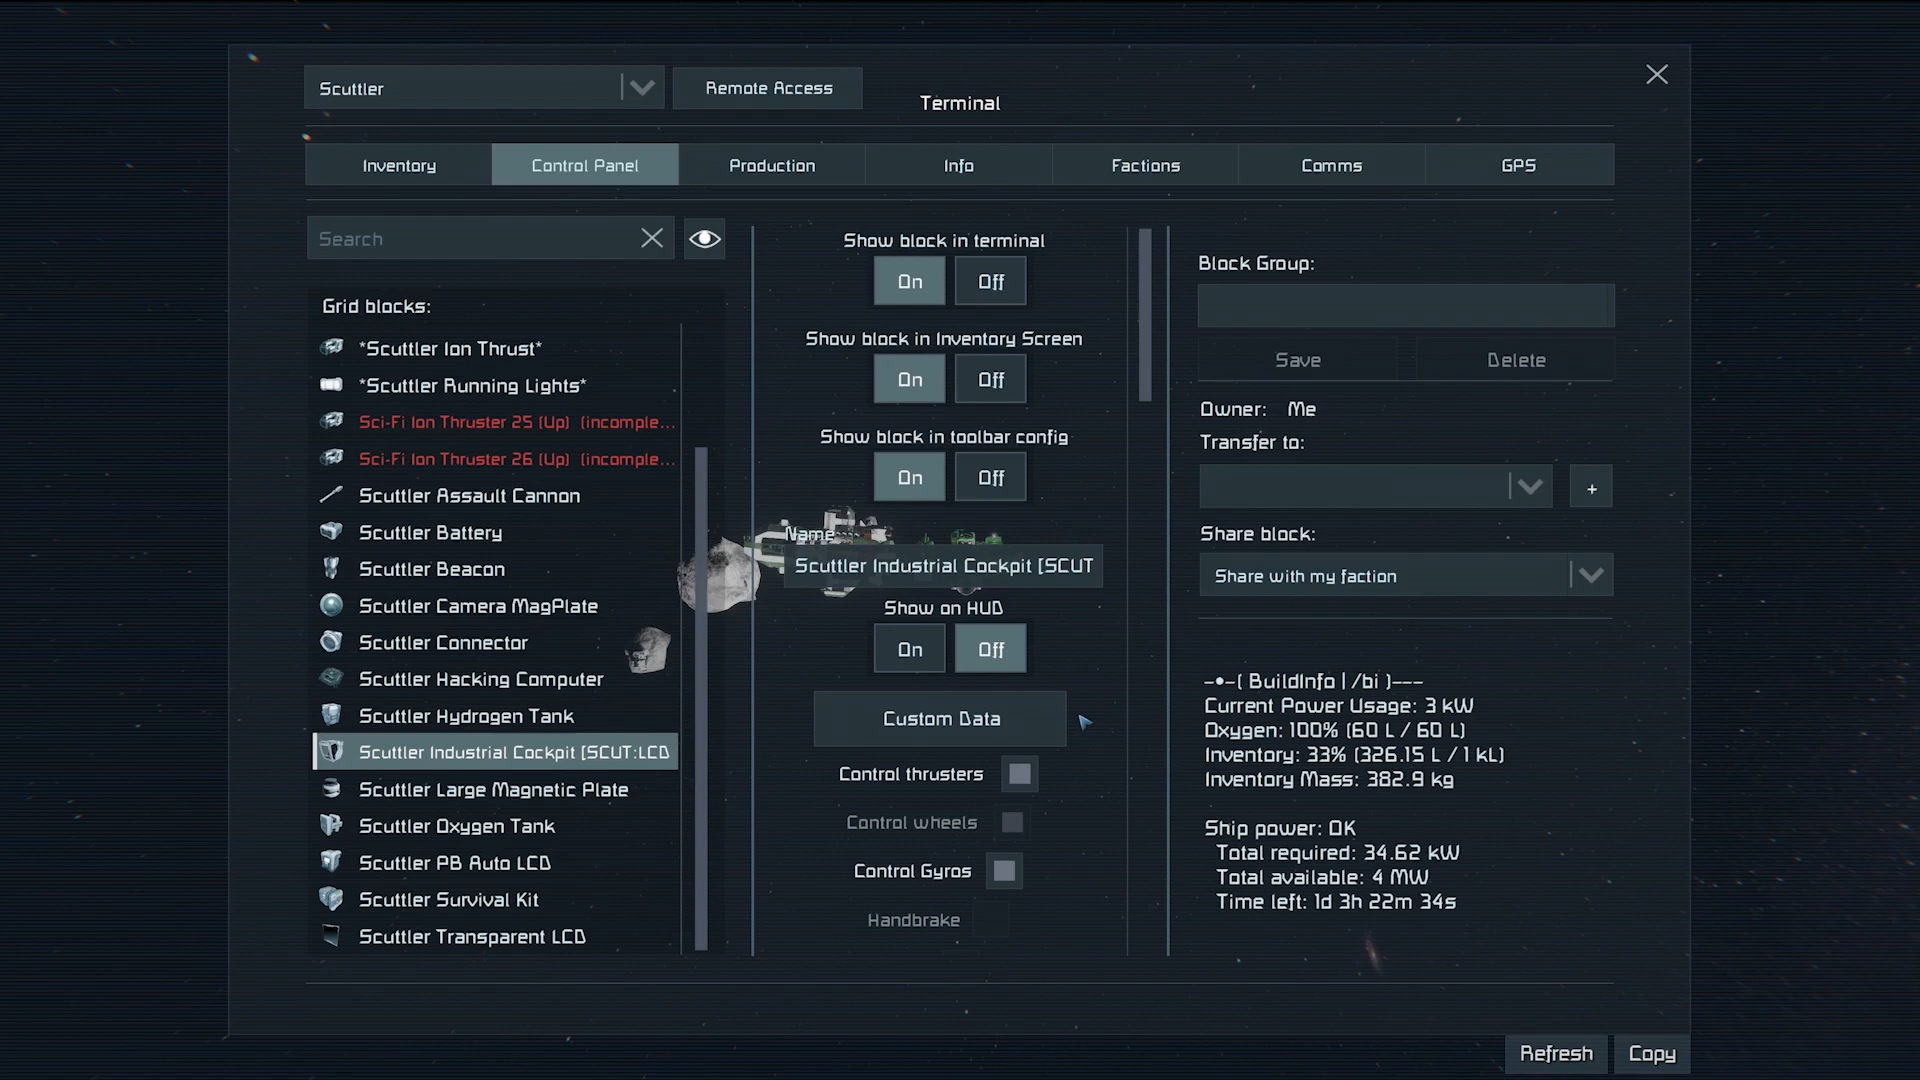 Scuttler
Remote Access
Terminal
Inventory
Control Panel
Production
Info
Factions
Comms
GPS
Search
Grid blocks:
*Scuttler Ion Thrust*
*Scuttler Running Lights*
Sci-Fi Ion Thruster 25 (Up) (incomple...
Sci-Fi Ion Thruster 26 (Up) (incomple...
Scuttler Assault Cannon
Scuttler Battery
Scuttler Beacon
Scuttler Camera MagPlate
Scuttler Connector
Scuttler Hacking Computer
Scuttler Hydrogen Tank
Scuttler Industrial Cockpit [SCUT:LCD
Scuttler Large Magnetic Plate
Scuttler Oxygen Tank
Scuttler PB Auto LCD
Scuttler Survival Kit
Scuttler Transparent LCD
Show block in terminal
On Off
Show block in Inventory Screen
On Off
Show block in toolbar config
On Off
Name
Scuttler Industrial Cockpit [SCUT
Show on HUD
On Off
Custom Data
Control thrusters
Control wheels
Control Gyros
Handbrake
Block Group:
Save Delete
Owner: Me
Transfer to:
+
Share block:
Share with my faction
-•-( BuildInfo | /bi )---
Current Power Usage: 3 kW
Oxygen: 100% (60 L / 60 L)
Inventory: 33% (326.15 L / 1 kL)
Inventory Mass: 382.9 kg
Ship power: OK
Total required: 34.62 kW
Total available: 4 MW
Time left: 1d 3h 22m 34s
Refresh
Copy